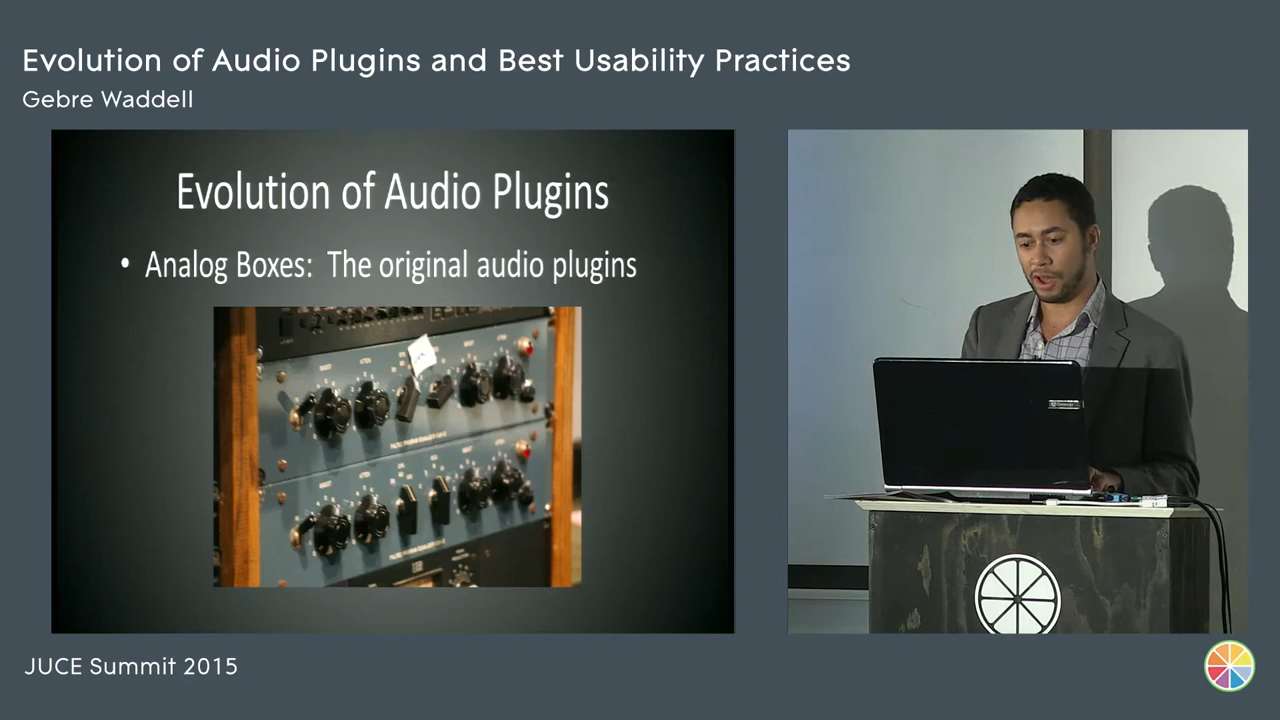 Evolution of Audio Plugins and Best Usability Practices
Gebre Waddell
Evolution of Audio Plugins
• Analog Boxes: The original audio plugins
JUCE Summit 2015